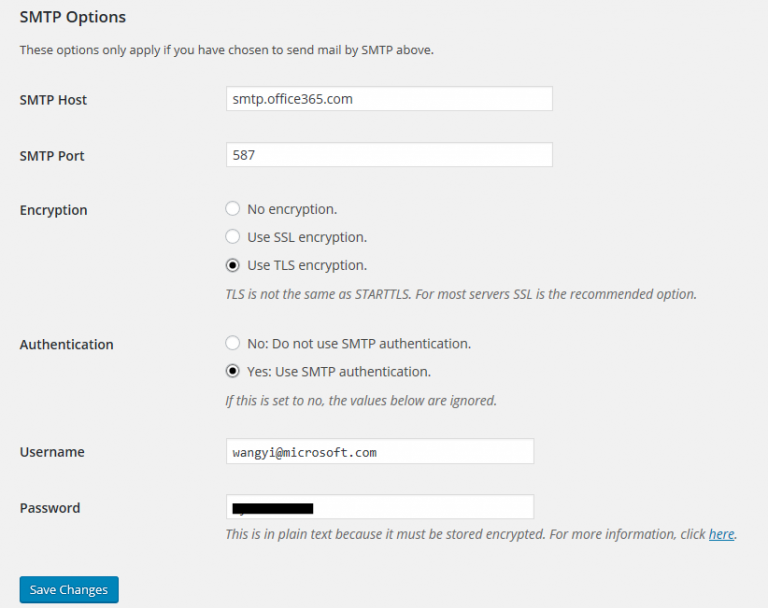 SMTP Options
These options only apply if you have chosen to send mail by SMTP above.
SMTP Host
smtp.office365.com
SMTP Port
587
Encryption
No encryption.
Use SSL encryption.
Use TLS encryption.
TLS is not the same as STARTTLS. For most servers SSL is the recommended option.
Authentication
No: Do not use SMTP authentication.
Yes: Use SMTP authentication.
If this is set to no, the values below are ignored.
Username
wangyi@microsoft.com
Password
This is in plain text because it must be stored encrypted. For more information, click here.
Save Changes